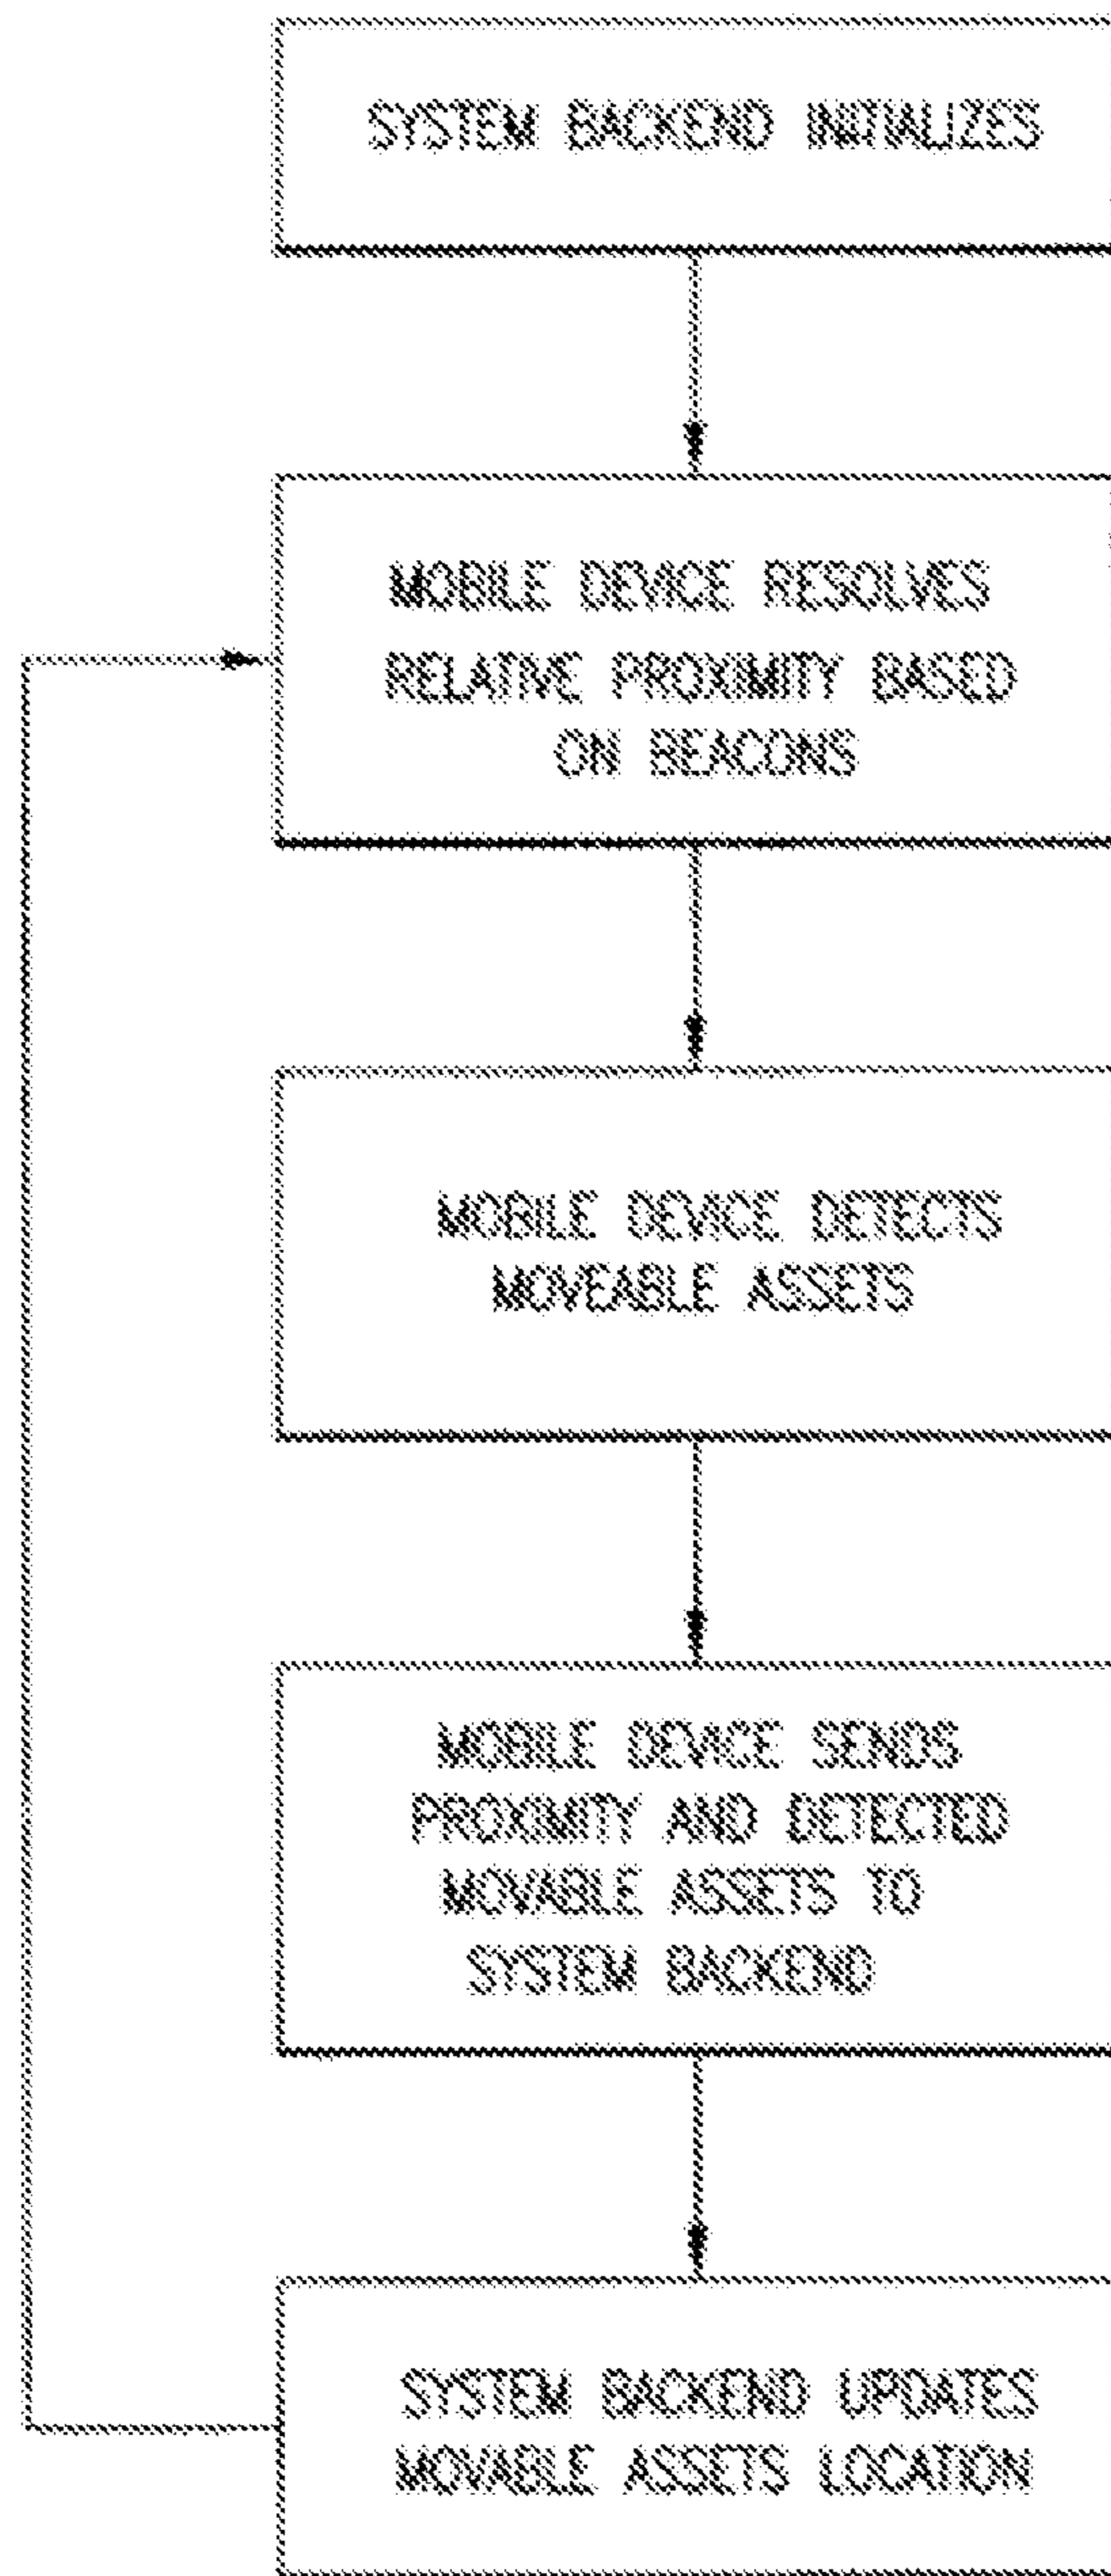 SYSTEM BACKEND INITIALIZES
MOBILE DEVICE RESOLVES
RELATIVE PROXIMITY BASED
ON BEACONS
MOBILE DEVICE DETECTS
MOVEABLE ASSETS
MOBILE DEVICE SENDS
PROXIMITY AND DETECTED
MOVABLE ASSETS TO
SYSTEM BACKEND
SYSTEM BACKEND UPDATES
MOVABLE ASSETS LOCATION